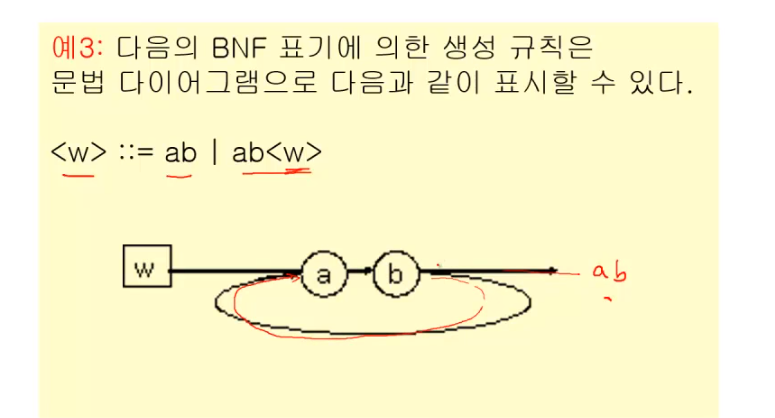 예3: 다음의 BNF 표기에 의한 생성 규칙은
문법 다이어그램으로 다음과 같이 표시할 수 있다.
<w> ::= ab | ab<w>
w a b ab